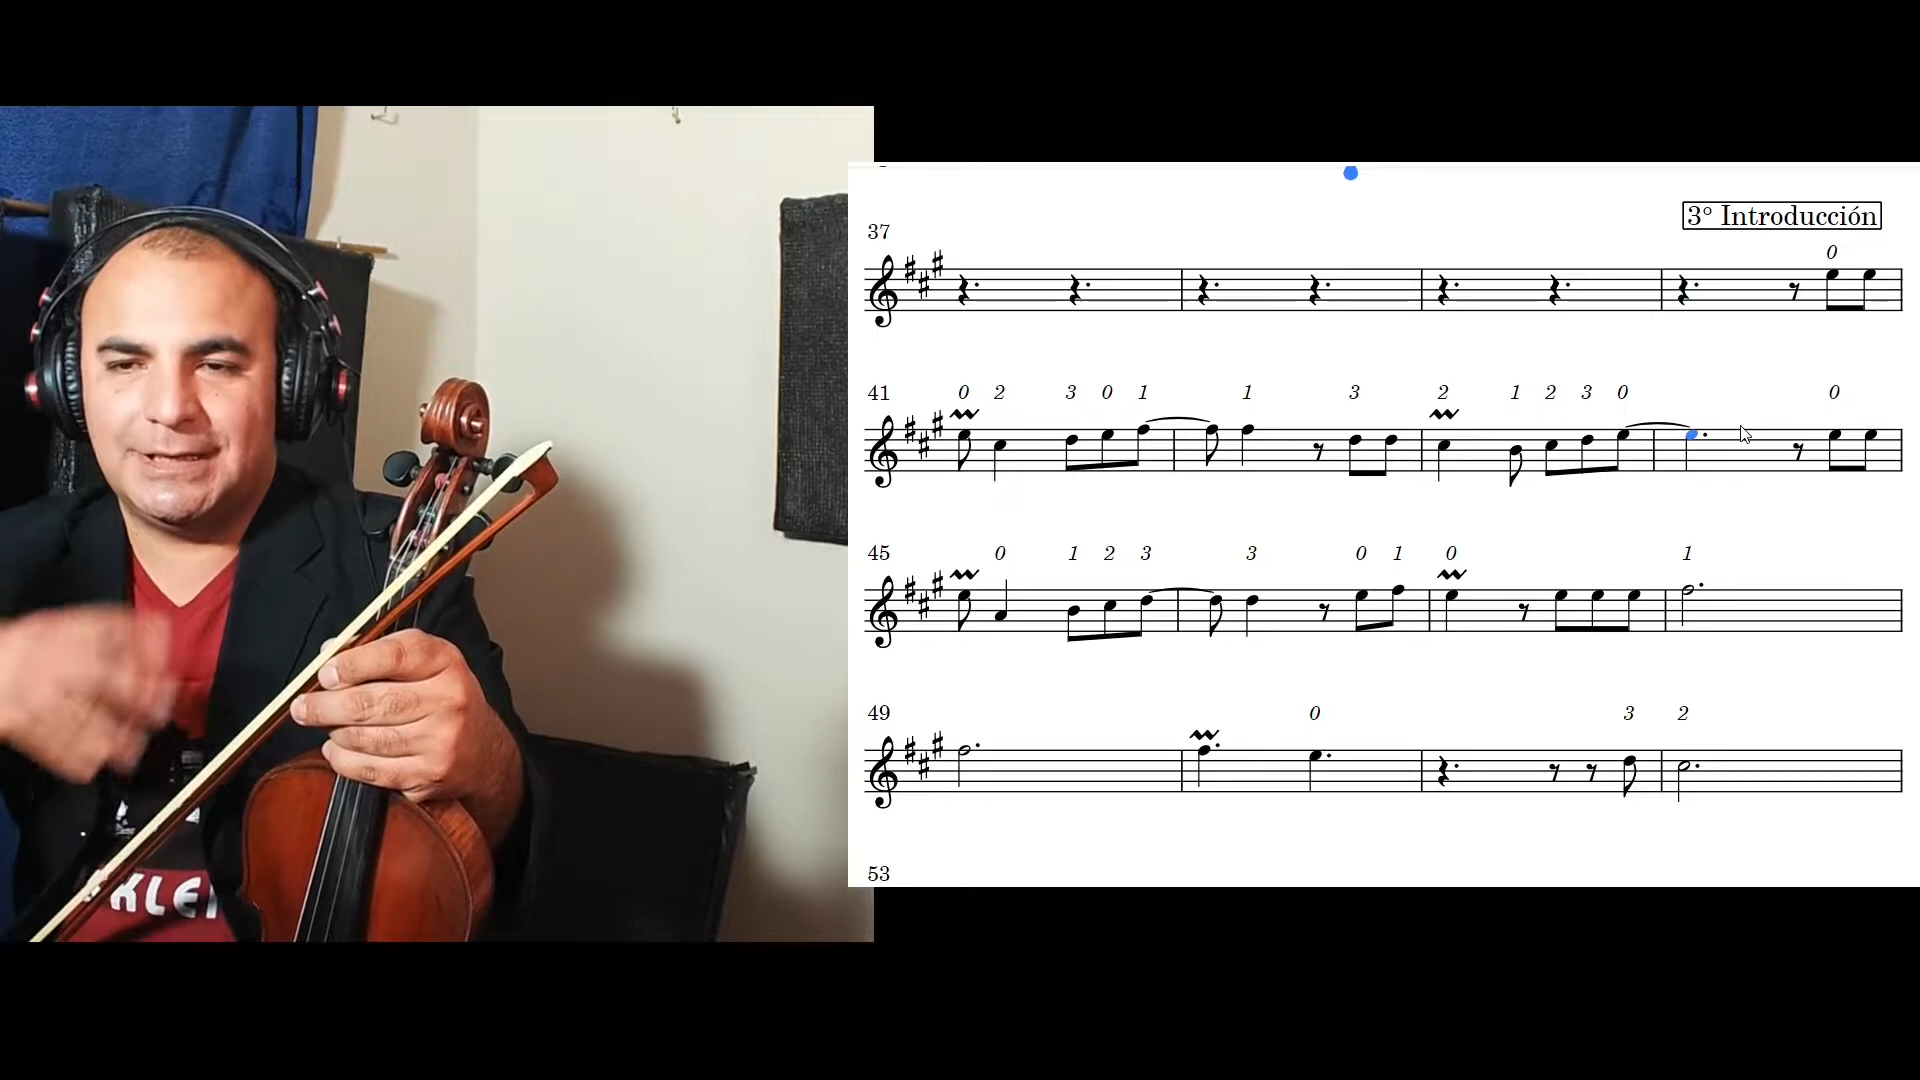 3° Introducción
37
0
41
0 2 3 0 1 1 3 2 1 2 3 0 0
45
0 1 2 3 3 0 1 0 1
49
0 3 2
53